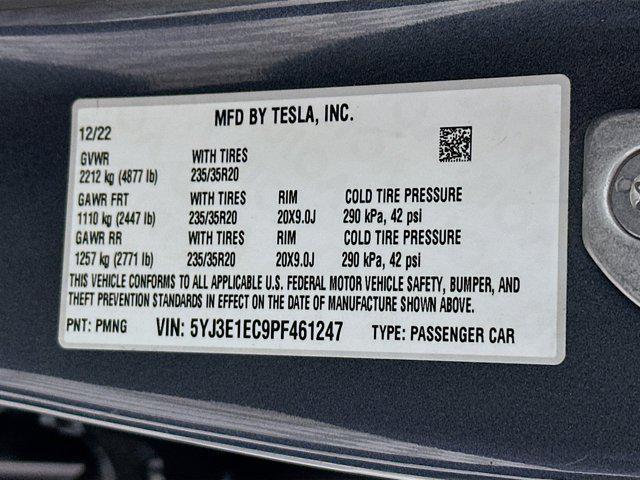 MFD BY TESLA, INC.
12/22
GVWR WITH TIRES
2212 kg (4877 lb) 235/35R20
GAWR FRT WITH TIRES RIM COLD TIRE PRESSURE
1110 kg (2447 lb) 235/35R20 20X9.0J 290 kPa, 42 psi
GAWR RR WITH TIRES RIM COLD TIRE PRESSURE
1257 kg (2771 lb) 235/35R20 20X9.0J 290 kPa, 42 psi
THIS VEHICLE CONFORMS TO ALL APPLICABLE U.S. FEDERAL MOTOR VEHICLE SAFETY, BUMPER, AND
THEFT PREVENTION STANDARDS IN EFFECT ON THE DATE OF MANUFACTURE SHOWN ABOVE.
PNT: PMNG VIN: 5YJ3E1EC9PF461247 TYPE: PASSENGER CAR